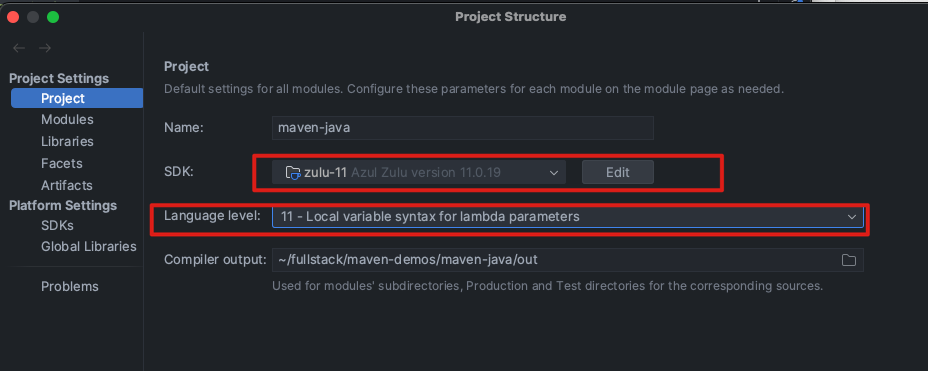 Project Structure
Project Settings
Project
Modules
Libraries
Facets
Artifacts
Platform Settings
SDKs
Global Libraries
Problems
Project
Default settings for all modules. Configure these parameters for each module on the module page as needed.
Name: maven-java
SDK: zulu-11 Azul Zulu version 11.0.19 Edit
Language level: 11 - Local variable syntax for lambda parameters
Compiler output: ~/fullstack/maven-demos/maven-java/out
Used for modules' subdirectories, Production and Test directories for the corresponding sources.